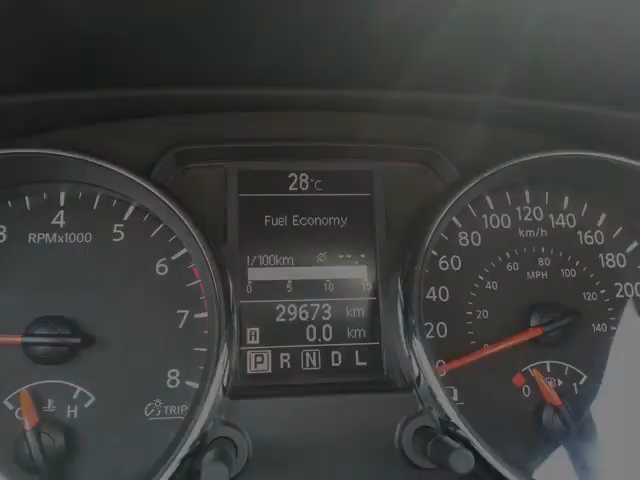 28°C
Fuel Economy
l/100km ø --.-
0 5 10 15
29673 km
A 0.0 km
P R N D L
3 4 5 6 7 8
RPMx1000
C H
TRIP
0 20 40 60 80 100 120 140 160 180 200
km/h
20 40 60 80 100 120 140
MPH
0 1